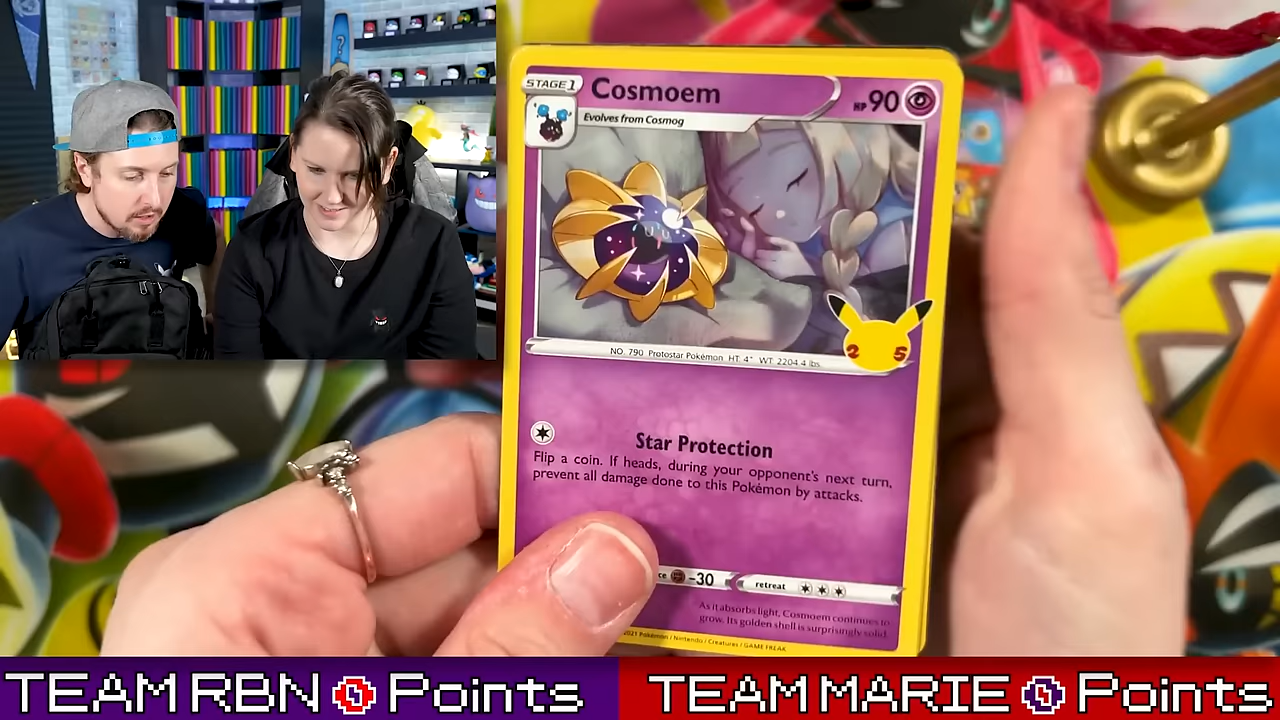 STAGE 1
Cosmoem
HP 90
Evolves from Cosmog
25
NO. 790 Protostar Pokémon HT: 4" WT: 2204.4 lbs.
Star Protection
Flip a coin. If heads, during your opponent's next turn,
prevent all damage done to this Pokémon by attacks.
-30
retreat
As it absorbs light, Cosmoem continues to
grow. Its golden shell is surprisingly solid.
2021 Pokémon / Nintendo / Creatures / GAME FREAK
TEAM RBN Points
TEAM MARIE Points